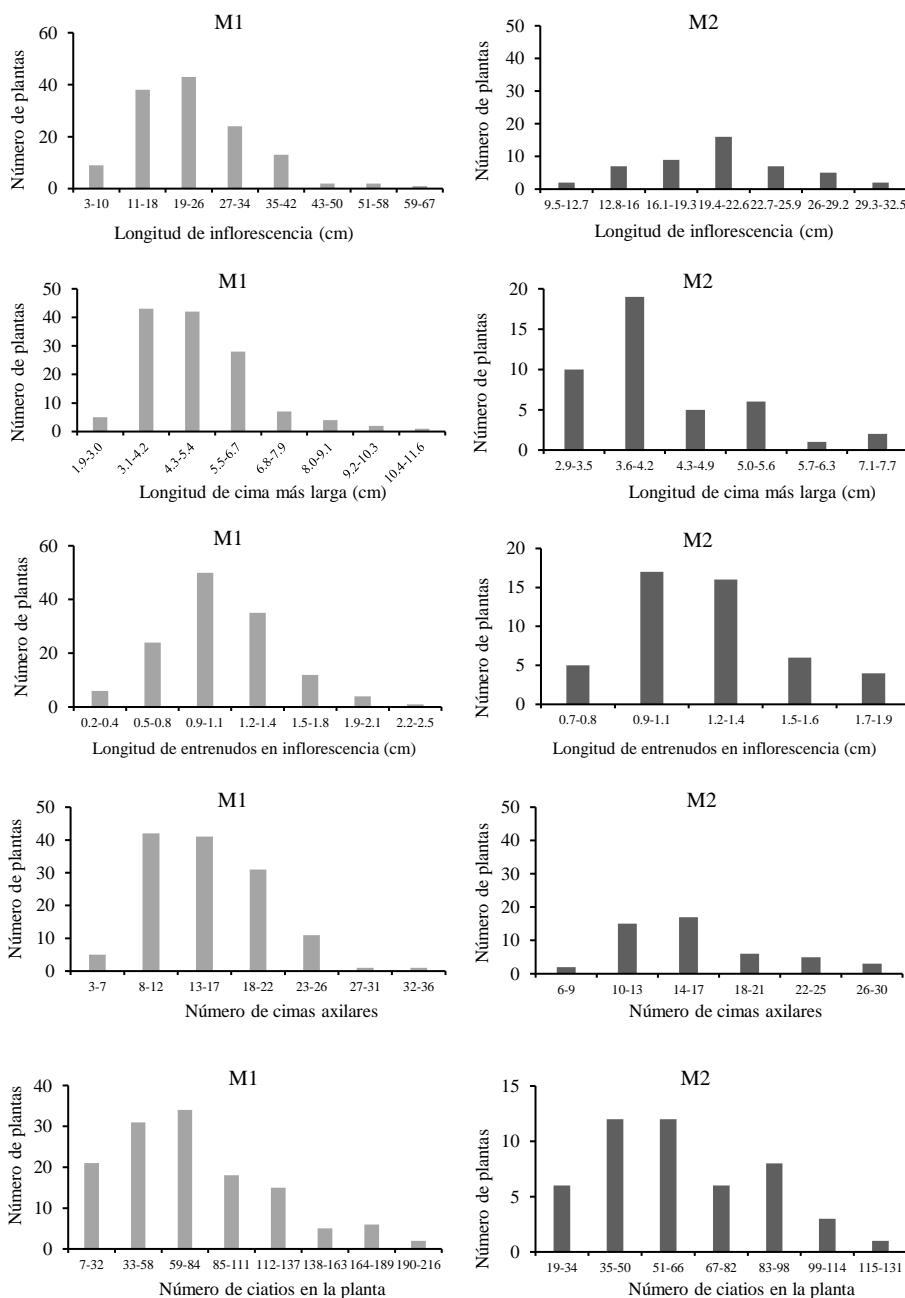 M1
Número de plantas
60
40
20
0
3-10 11-18 19-26 27-34 35-42 43-50 51-58 59-67
Longitud de inflorescencia (cm)
M2
Número de plantas
50
40
30
20
10
0
9.5-12.7 12.8-16 16.1-19.3 19.4-22.6 22.7-25.9 26-29.2 29.3-32.5
Longitud de inflorescencia (cm)
M1
Número de plantas
50
40
30
20
10
0
1.9-3.0 3.1-4.2 4.3-5.4 5.5-6.7 6.8-7.9 8.0-9.1 9.2-10.3 10.4-11.6
Longitud de cima más larga (cm)
M2
Número de plantas
20
15
10
5
0
2.9-3.5 3.6-4.2 4.3-4.9 5.0-5.6 5.7-6.3 7.1-7.7
Longitud de cima más larga (cm)
M1
Número de plantas
60
40
20
0
0.2-0.4 0.5-0.8 0.9-1.1 1.2-1.4 1.5-1.8 1.9-2.1 2.2-2.5
Longitud de entrenudos en inflorescencia (cm)
M2
Número de plantas
20
15
10
5
0
0.7-0.8 0.9-1.1 1.2-1.4 1.5-1.6 1.7-1.9
Longitud de entrenudos en inflorescencia (cm)
M1
Número de plantas
50
40
30
20
10
0
3-7 8-12 13-17 18-22 23-26 27-31 32-36
Número de cimas axilares
M2
Número de plantas
50
40
30
20
10
0
6-9 10-13 14-17 18-21 22-25 26-30
Número de cimas axilares
M1
Número de plantas
40
30
20
10
0
7-32 33-58 59-84 85-111 112-137 138-163 164-189 190-216
Número de ciatios en la planta
M2
Número de plantas
15
10
5
0
19-34 35-50 51-66 67-82 83-98 99-114 115-131
Número de ciatios en la planta